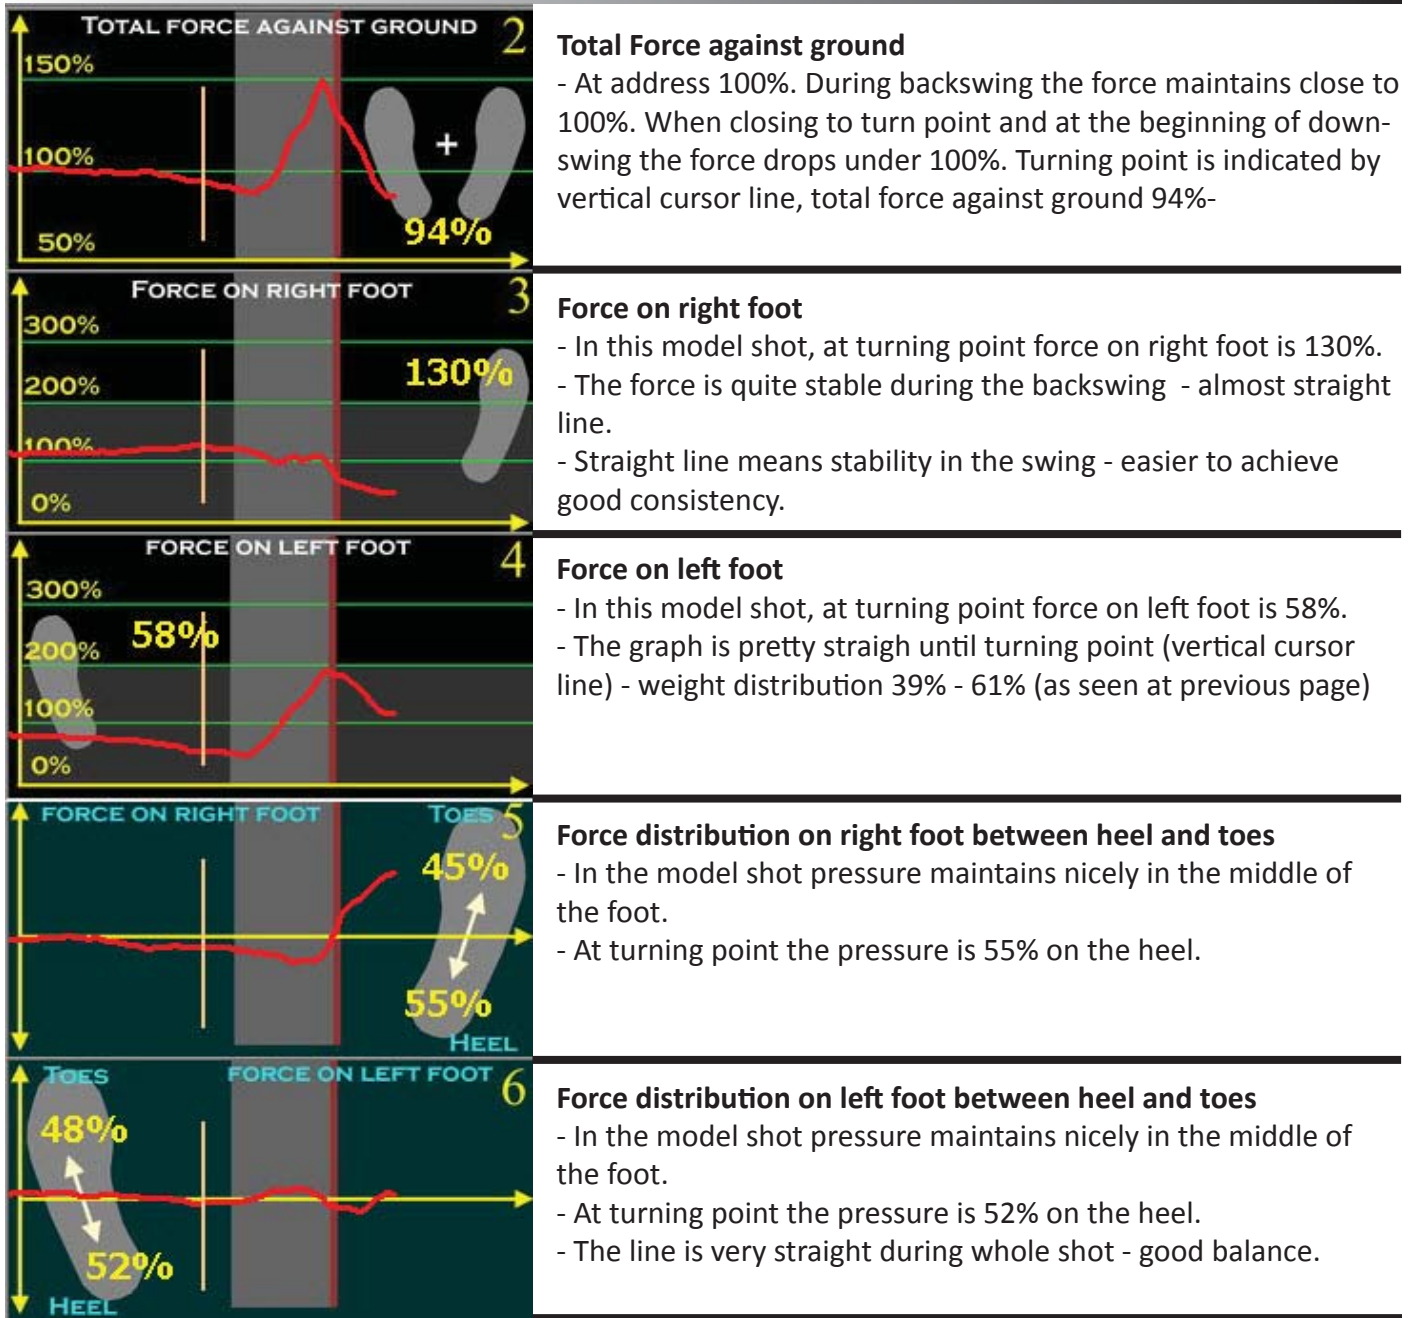 TOTAL FORCE AGAINST GROUND
2
150%
100%
50%
+
94%
Total Force against ground
- At address 100%. During backswing the force maintains close to
100%. When closing to turn point and at the beginning of down-
swing the force drops under 100%. Turning point is indicated by
vertical cursor line, total force against ground 94%-
FORCE ON RIGHT FOOT
3
300%
200%
100%
0%
130%
Force on right foot
- In this model shot, at turning point force on right foot is 130%.
- The force is quite stable during the backswing - almost straight
line.
- Straight line means stability in the swing - easier to achieve
good consistency.
FORCE ON LEFT FOOT
4
300%
58%
200%
100%
0%
Force on left foot
- In this model shot, at turning point force on left foot is 58%.
- The graph is pretty straigh until turning point (vertical cursor
line) - weight distribution 39% - 61% (as seen at previous page)
FORCE ON RIGHT FOOT
TOES
5
45%
55%
HEEL
Force distribution on right foot between heel and toes
- In the model shot pressure maintains nicely in the middle of
the foot.
- At turning point the pressure is 55% on the heel.
TOES
FORCE ON LEFT FOOT
6
48%
52%
HEEL
Force distribution on left foot between heel and toes
- In the model shot pressure maintains nicely in the middle of
the foot.
- At turning point the pressure is 52% on the heel.
- The line is very straight during whole shot - good balance.